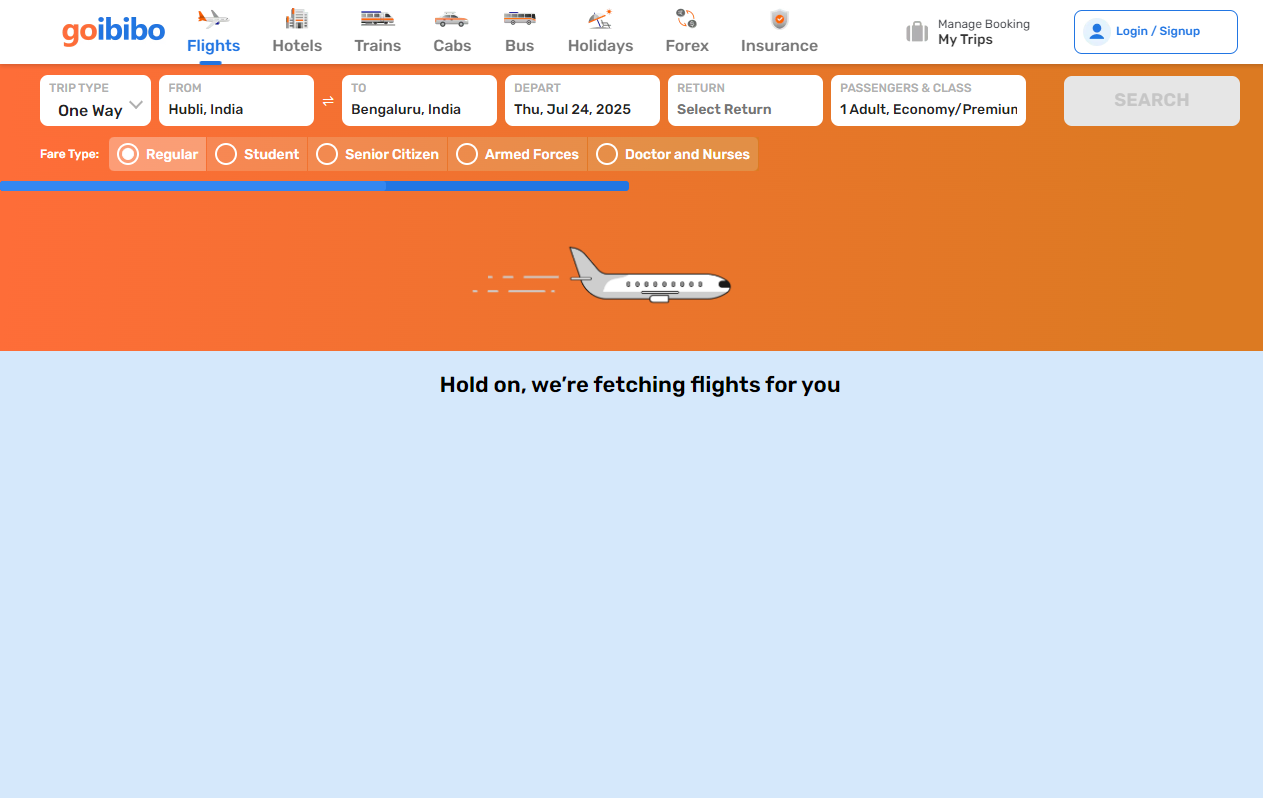 goibibo
Flights
Hotels
Trains
Cabs
Bus
Holidays
Forex
Insurance
Manage Booking
My Trips
Login / Signup
TRIP TYPE
One Way
FROM
Hubli, India
TO
Bengaluru, India
DEPART
Thu, Jul 24, 2025
RETURN
Select Return
PASSENGERS & CLASS
1 Adult, Economy/Premiun
SEARCH
Fare Type:
Regular
Student
Senior Citizen
Armed Forces
Doctor and Nurses
Hold on, we’re fetching flights for you